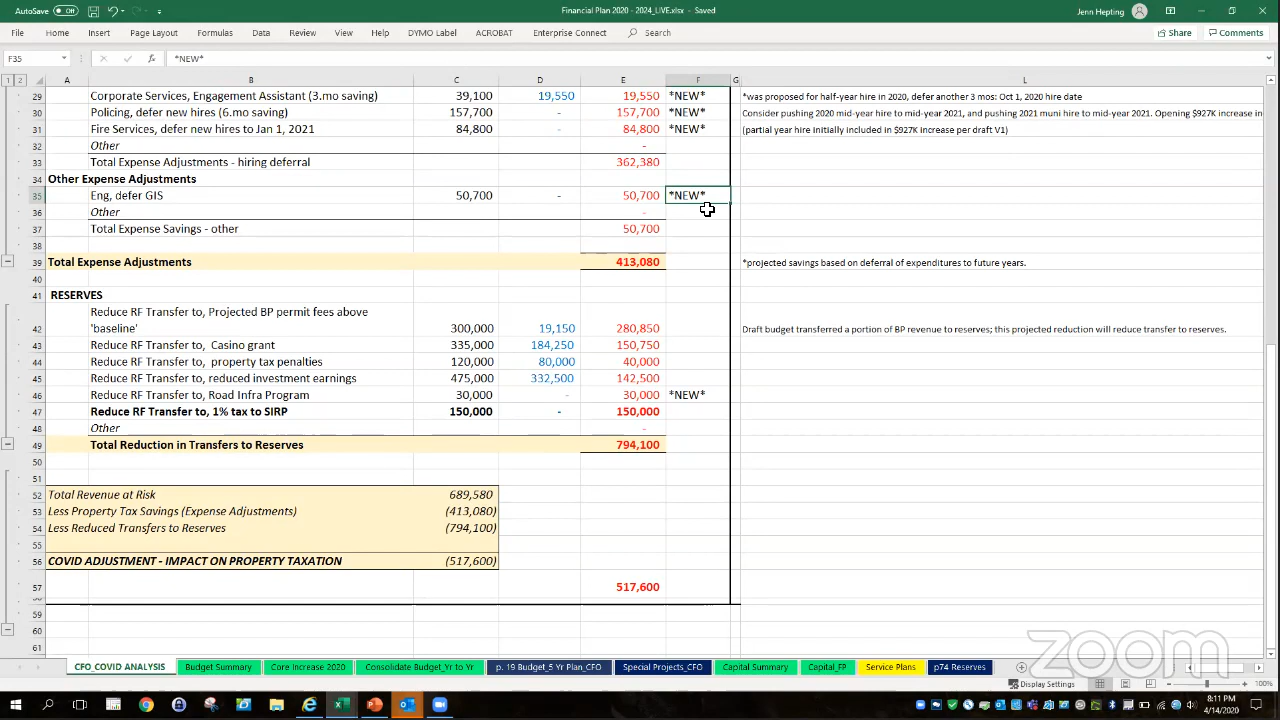 AutoSave Off Financial Plan 2020 - 2024_LIVE.xlsx - Saved Jenn Hepting
File Home Insert Page Layout Formulas Data Review View Help DYMO Label ACROBAT Enterprise Connect Search Share Comments
F35 fx *NEW*
1 2 A B C D E F G L
29 Corporate Services, Engagement Assistant (3.mo saving) 39,100 19,550 19,550 *NEW* *was proposed for half-year hire in 2020, defer another 3 mos: Oct 1, 2020 hire date
30 Policing, defer new hires (6.mo saving) 157,700 - 157,700 *NEW* Consider pushing 2020 mid-year hire to mid-year 2021, pushing 2021 muni hire to mid-year 2021. Opening $927K increase in
31 Fire Services, defer new hires to Jan 1, 2021 84,800 - 84,800 *NEW* (partial year hire initially included in $927K increase per draft V1)
32 Other -
33 Total Expense Adjustments - hiring deferral 362,380
34 Other Expense Adjustments
35 Eng, defer GIS 50,700 - 50,700 *NEW*
36 Other -
37 Total Expense Savings - other 50,700
38
39 Total Expense Adjustments 413,080 *projected savings based on deferral of expenditures to future years.
40
41 RESERVES
Reduce RF Transfer to, Projected BP permit fees above
42 'baseline' 300,000 19,150 280,850 Draft budget transferred a portion of BP revenue to reserves; this projected reduction will reduce transfer to reserves.
43 Reduce RF Transfer to, Casino grant 335,000 184,250 150,750
44 Reduce RF Transfer to, property tax penalties 120,000 80,000 40,000
45 Reduce RF Transfer to, reduced investment earnings 475,000 332,500 142,500
46 Reduce RF Transfer to, Road Infra Program 30,000 - 30,000 *NEW*
47 Reduce RF Transfer to, 1% tax to SIRP 150,000 - 150,000
48 Other -
49 Total Reduction in Transfers to Reserves 794,100
50
51
52 Total Revenue at Risk 689,580
53 Less Property Tax Savings (Expense Adjustments) (413,080)
54 Less Reduced Transfers to Reserves (794,100)
55
56 COVID ADJUSTMENT - IMPACT ON PROPERTY TAXATION (517,600)
57 517,600
59
60
61
CFO_COVID ANALYSIS Budget Summary Core Increase 2020 Consolidate Budget_Yr to Yr p. 19 Budget_5 Yr Plan_CFO Special Projects_CFO Capital Summary Capital_FP Service Plans p74 Reserves
zoom
Display Settings 100%
8:11 PM
4/14/2020